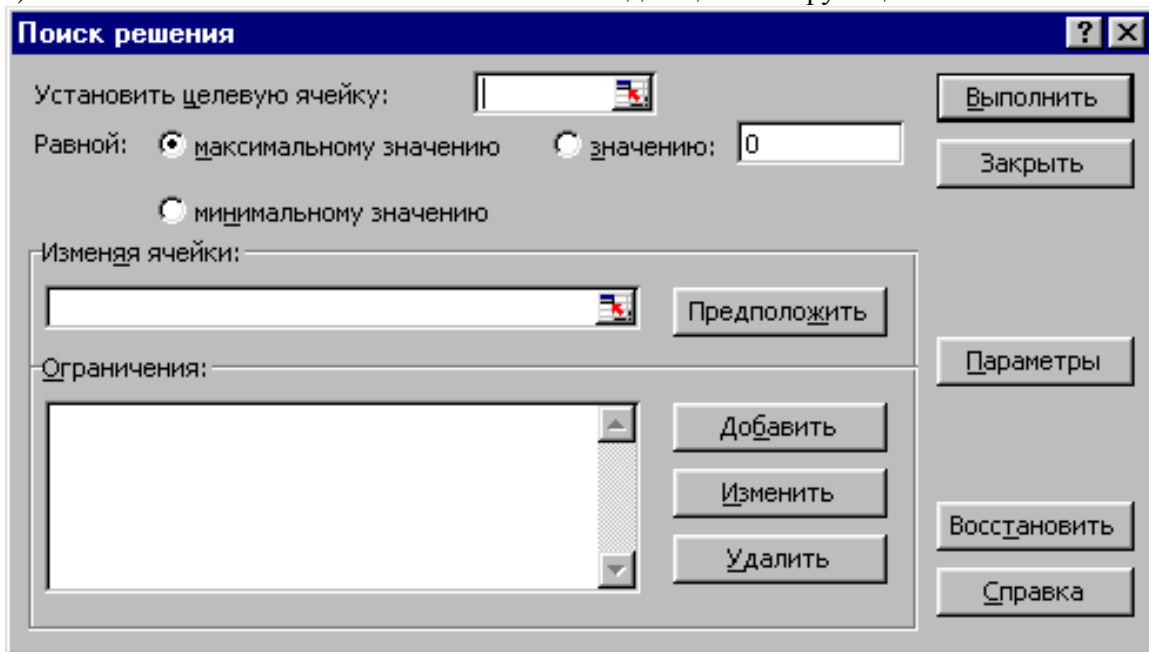 Поиск решения
Установить целевую ячейку:
Выполнить
Равной: максимальному значению значению: 0
Закрыть
минимальному значению
Изменяя ячейки:
Предположить
Ограничения:
Параметры
Добавить
Изменить
Восстановить
Удалить
Справка